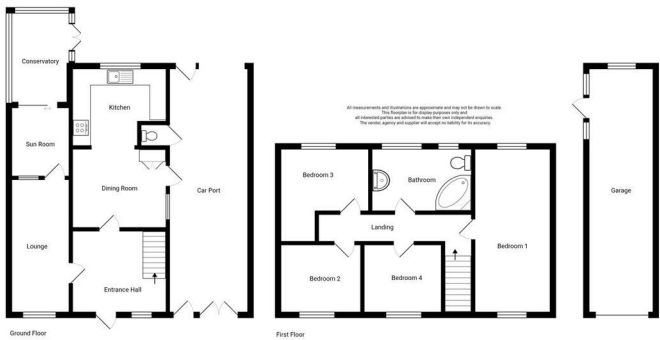 Conservatory
Kitchen
Sun Room
Dining Room
Car Port
Lounge
Entrance Hall
Ground Floor
All measurements and illustrations are approximate and may not be drawn to scale.
This floorplan is for display purposes only and
all interested parties are advised to make their own independent enquiries.
The vendor, agency and supplier will accept no liability for its accuracy.
Bedroom 3
Bathroom
Landing
Bedroom 1
Bedroom 2
Bedroom 4
First Floor
Garage